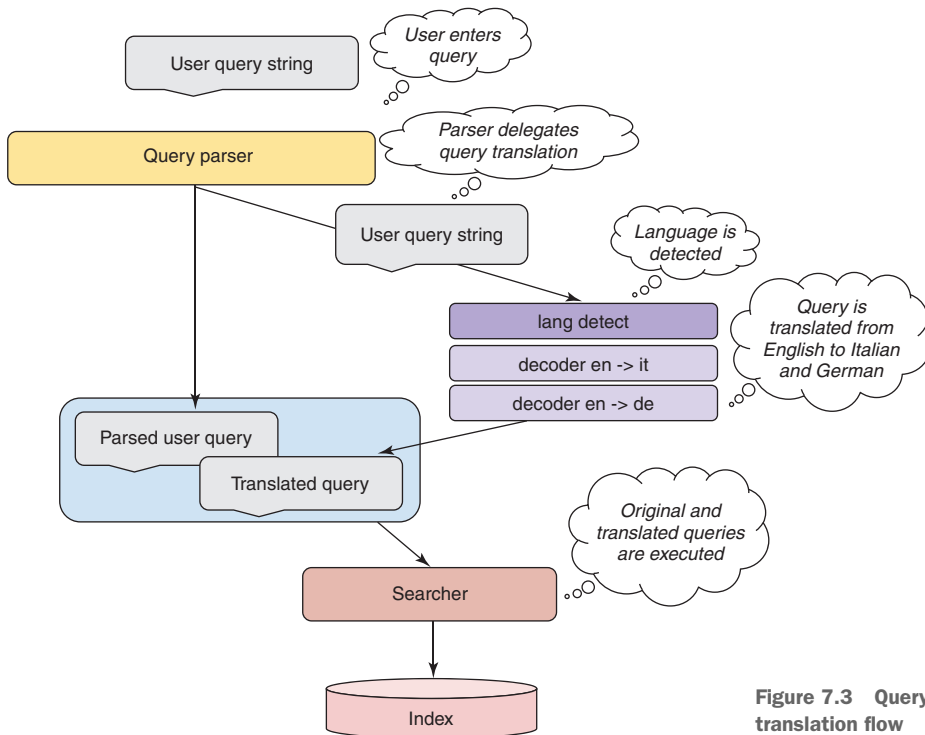 User query string
User enters
query
Query parser
Parser delegates
query translation
User query string
Language is
detected
lang detect
decoder en -> it
decoder en -> de
Query is
translated from
English to Italian
and German
Parsed user query
Translated query
Original and
translated queries
are executed
Searcher
Index
Figure 7.3 Query
translation flow